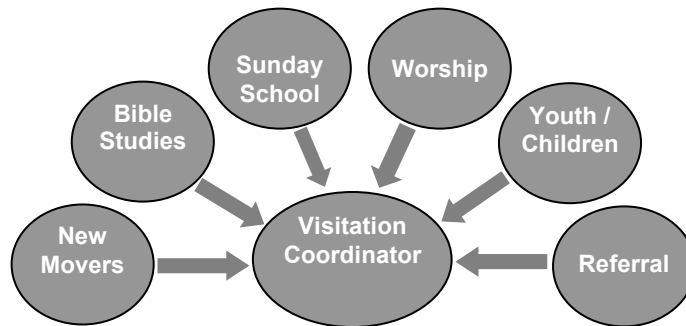 Sunday
School
Worship
Bible
Studies
Youth /
Children
New
Movers
Visitation
Coordinator
Referral